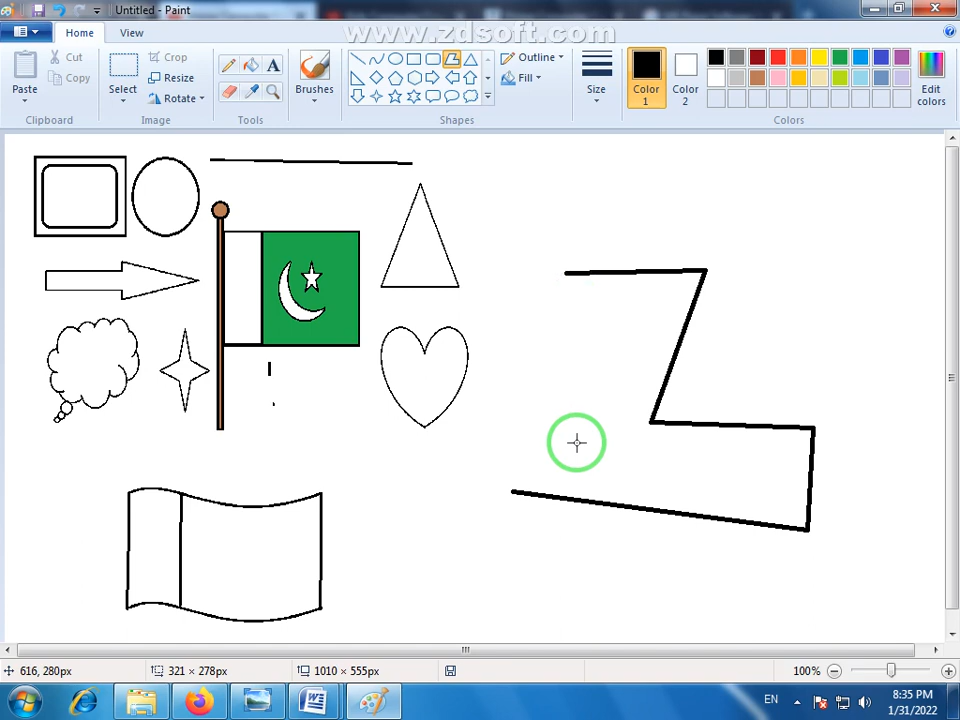 Untitled - Paint
www.zdsoft.com
Home
View
Paste
Cut
Copy
Clipboard
Select
Crop
Resize
Rotate
Image
A
Tools
Brushes
Shapes
Outline
Fill
Size
Color
1
Color
2
Edit
colors
Colors
616, 280px
321 × 278px
1010 × 555px
100%
EN
8:35 PM
1/31/2022